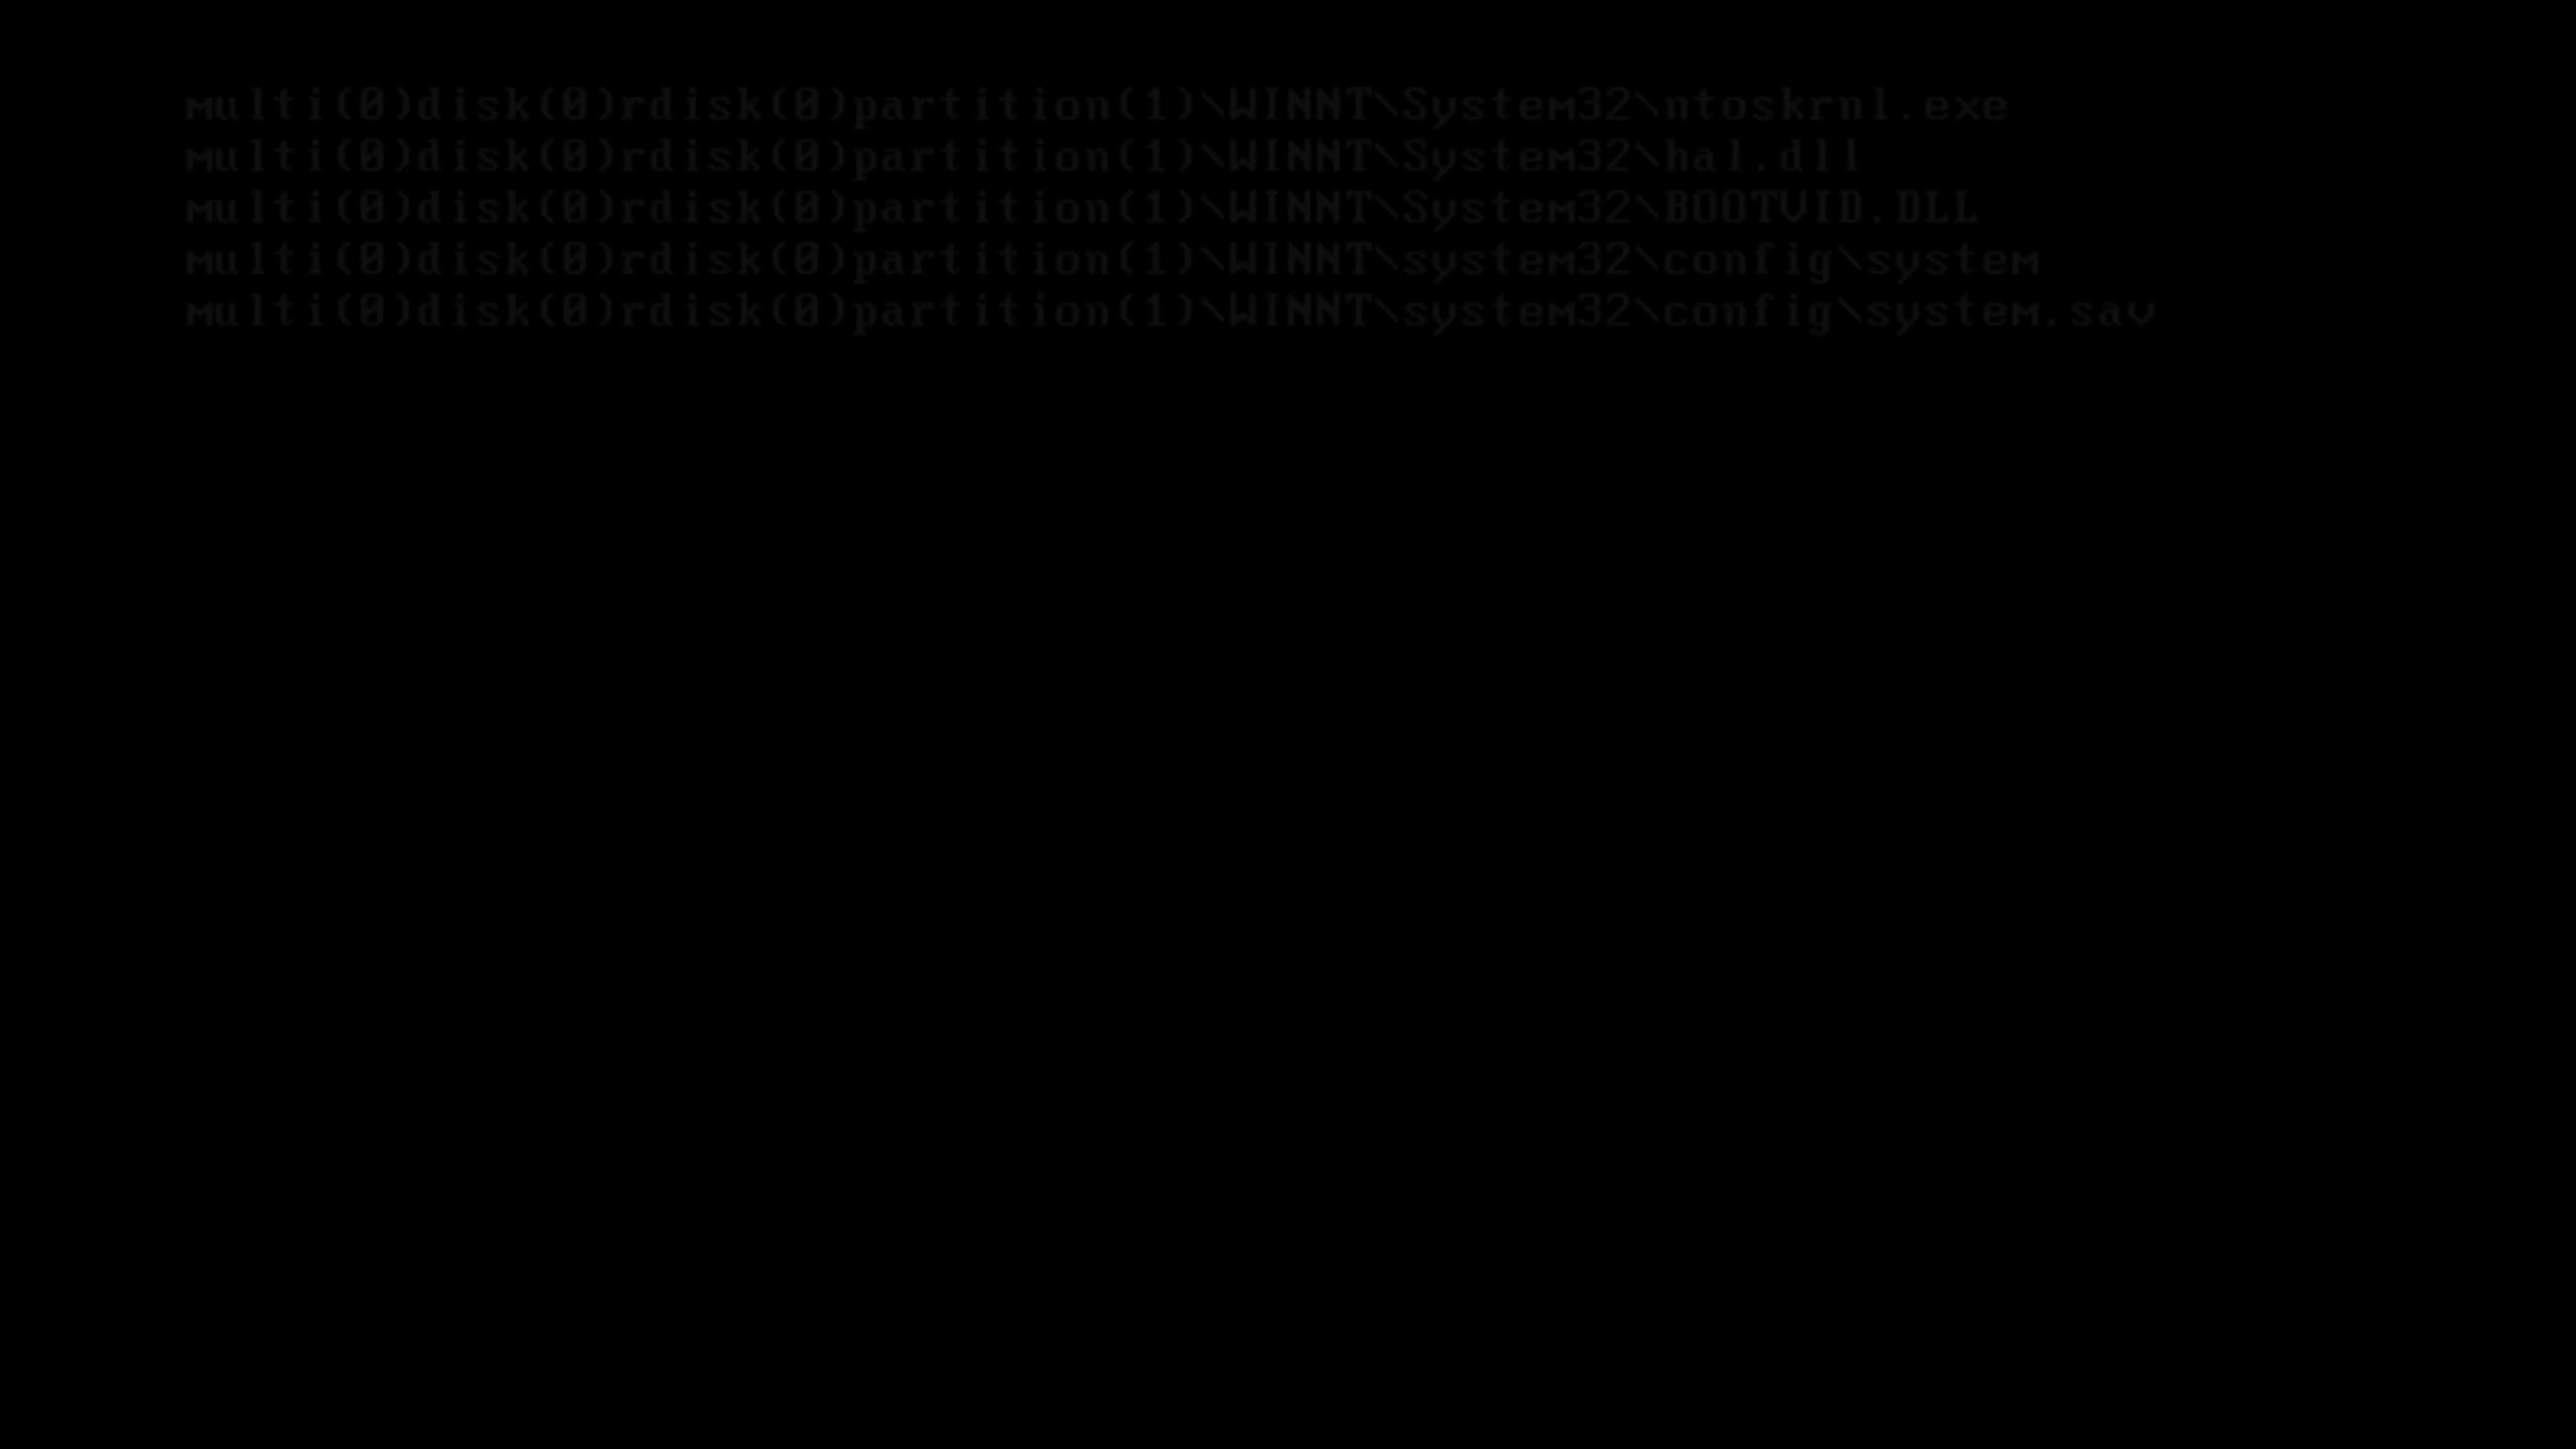 multi(0)disk(0)rdisk(0)partition(1)\WINNT\System32\ntoskrnl.exe
multi(0)disk(0)rdisk(0)partition(1)\WINNT\System32\hal.dll
multi(0)disk(0)rdisk(0)partition(1)\WINNT\System32\BOOTVID.DLL
multi(0)disk(0)rdisk(0)partition(1)\WINNT\system32\config\system
multi(0)disk(0)rdisk(0)partition(1)\WINNT\system32\config\system.sav